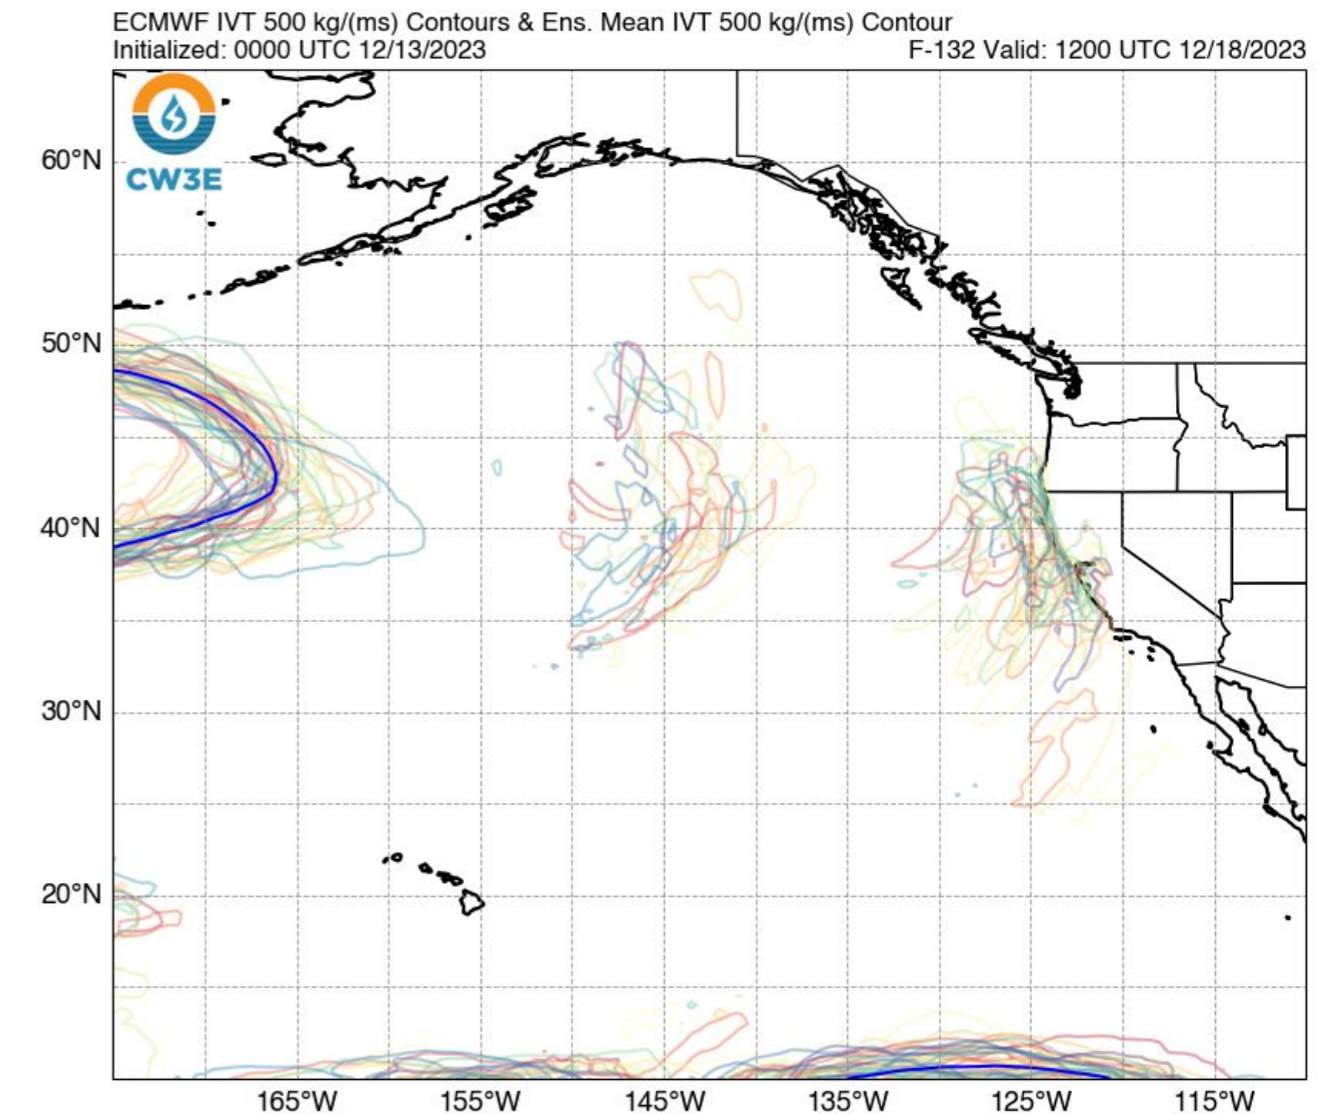 ECMWF IVT 500 kg/(ms) Contours & Ens. Mean IVT 500 kg/(ms) Contour
Initialized: 0000 UTC 12/13/2023
F-132 Valid: 1200 UTC 12/18/2023
CW3E
60°N
50°N
40°N
30°N
20°N
165°W
155°W
145°W
135°W
125°W
115°W